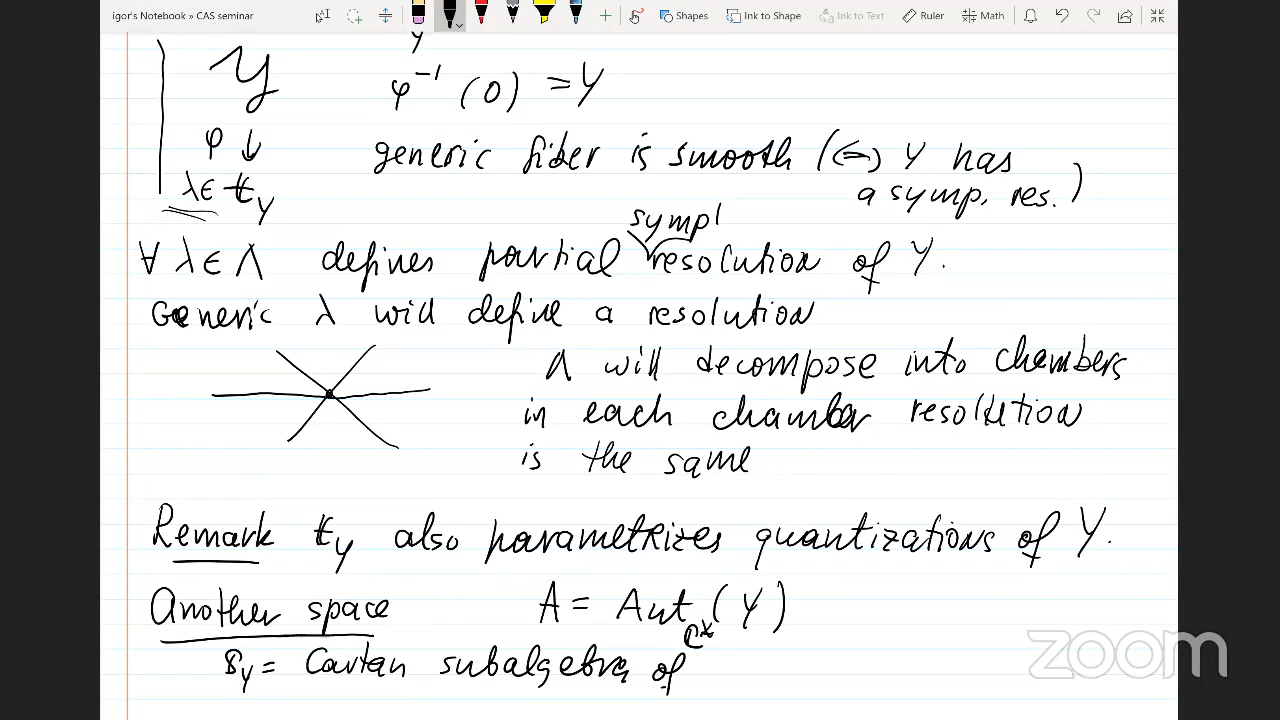 igor's Notebook » CAS seminar
Shapes Ink to Shape Ink to Text Ruler Math
𝒴
y
φ⁻¹(0) = Y
φ ↓
generic fiber is smooth (⇔ Y has
a symp. res.)
λ ∈ 𝔱_Y
∀ λ ∈ Λ defines partial sympl resolution of Y.
Generic λ will define a resolution
Λ will decompose into chambers
in each chamber resolution
is the same
Remark 𝔱_Y also parametrizes quantizations of Y.
Another space A = Aut_ℂ* (Y)
𝔰_Y = Cartan subalgebra of
zoom